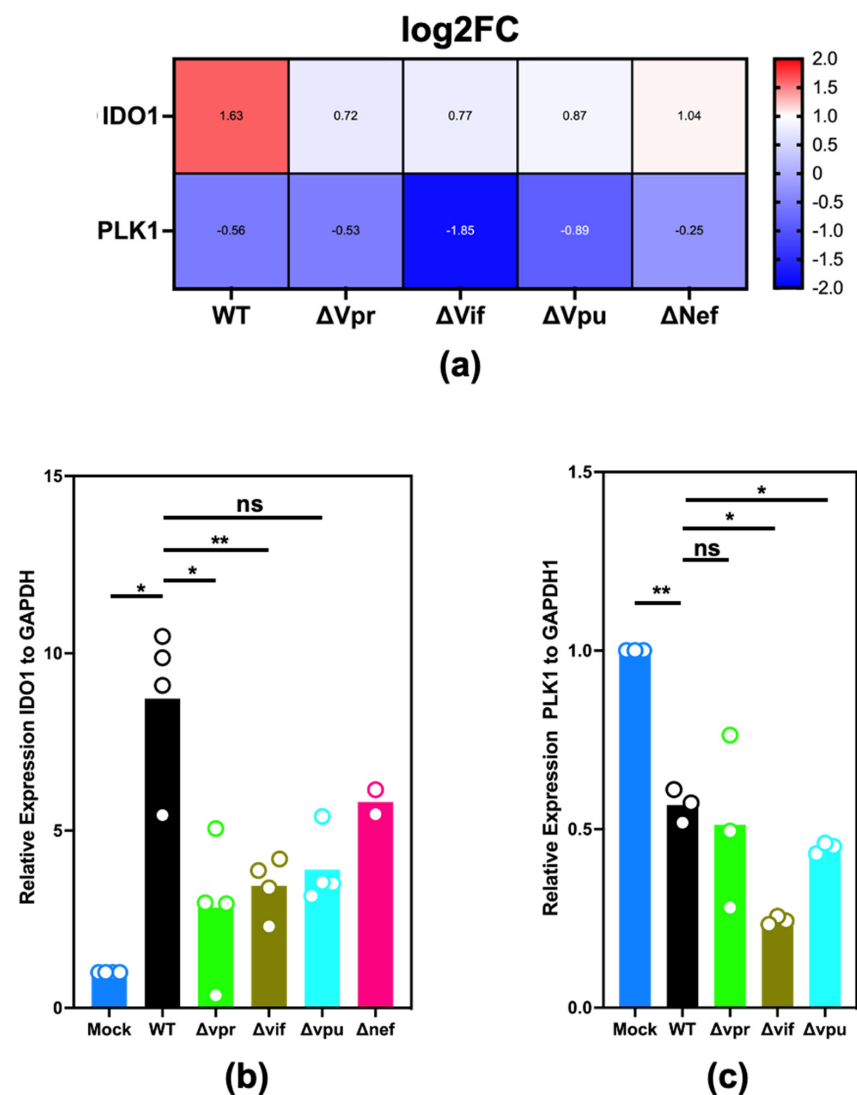 log2FC
IDO1
1.63
0.72
0.77
0.87
1.04
PLK1
-0.56
-0.53
-1.85
-0.89
-0.25
WT
ΔVpr
ΔVif
ΔVpu
ΔNef
2.0
1.5
1.0
0.5
0
-0.5
-1.0
-1.5
-2.0
(a)
Relative Expression IDO1 to GAPDH
15
10
5
0
ns
**
*
*
Mock
WT
Δvpr
Δvif
Δvpu
Δnef
(b)
Relative Expression PLK1 to GAPDH1
1.5
1.0
0.5
0.0
*
*
ns
**
Mock
WT
Δvpr
Δvif
Δvpu
(c)